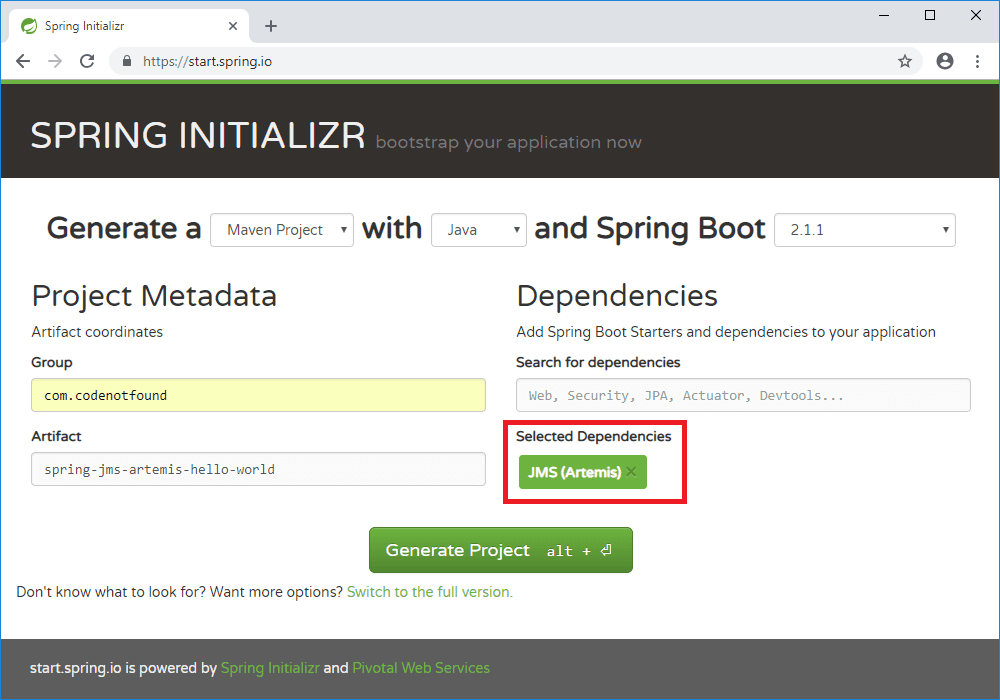 Spring Initializr
https://start.spring.io
SPRING INITIALIZR bootstrap your application now
Generate a Maven Project with Java and Spring Boot 2.1.1
Project Metadata
Artifact coordinates
Group
com.codenotfound
Artifact
spring-jms-artemis-hello-world
Dependencies
Add Spring Boot Starters and dependencies to your application
Search for dependencies
Web, Security, JPA, Actuator, Devtools...
Selected Dependencies
JMS (Artemis) ×
Generate Project alt + ⏎
Don't know what to look for? Want more options? Switch to the full version.
start.spring.io is powered by Spring Initializr and Pivotal Web Services